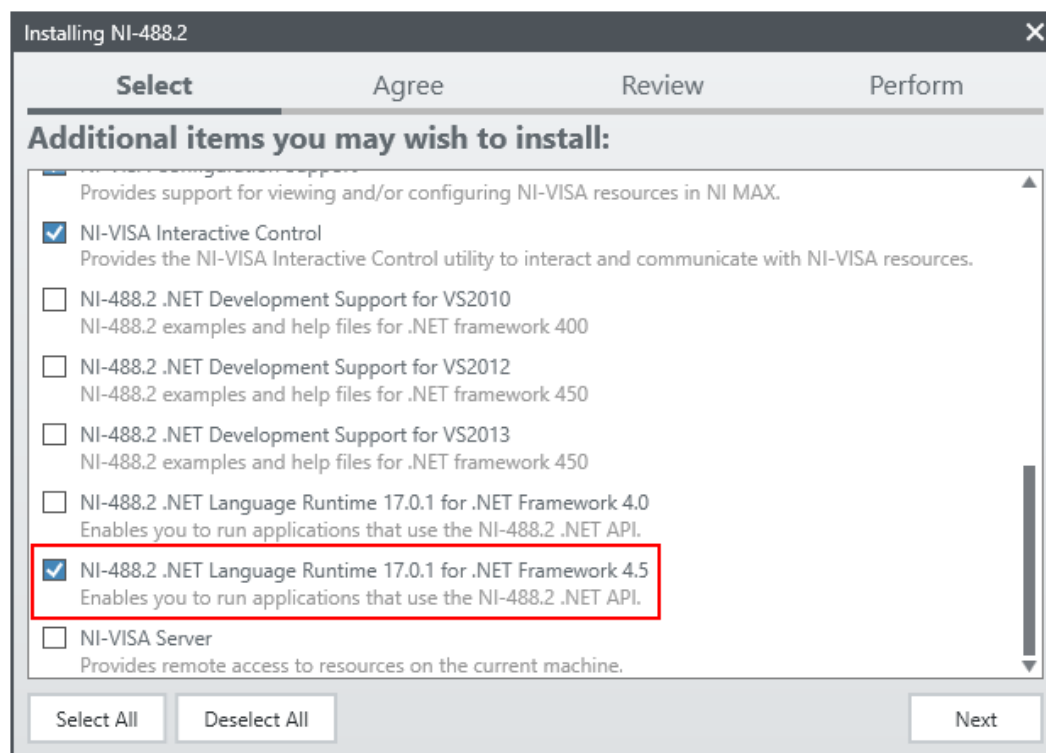 Installing NI-488.2
Select
Agree
Review
Perform
Additional items you may wish to install:
NI-VISA Configuration Support
Provides support for viewing and/or configuring NI-VISA resources in NI MAX.
NI-VISA Interactive Control
Provides the NI-VISA Interactive Control utility to interact and communicate with NI-VISA resources.
NI-488.2 .NET Development Support for VS2010
NI-488.2 examples and help files for .NET framework 400
NI-488.2 .NET Development Support for VS2012
NI-488.2 examples and help files for .NET framework 450
NI-488.2 .NET Development Support for VS2013
NI-488.2 examples and help files for .NET framework 450
NI-488.2 .NET Language Runtime 17.0.1 for .NET Framework 4.0
Enables you to run applications that use the NI-488.2 .NET API.
NI-488.2 .NET Language Runtime 17.0.1 for .NET Framework 4.5
Enables you to run applications that use the NI-488.2 .NET API.
NI-VISA Server
Provides remote access to resources on the current machine.
Select All
Deselect All
Next